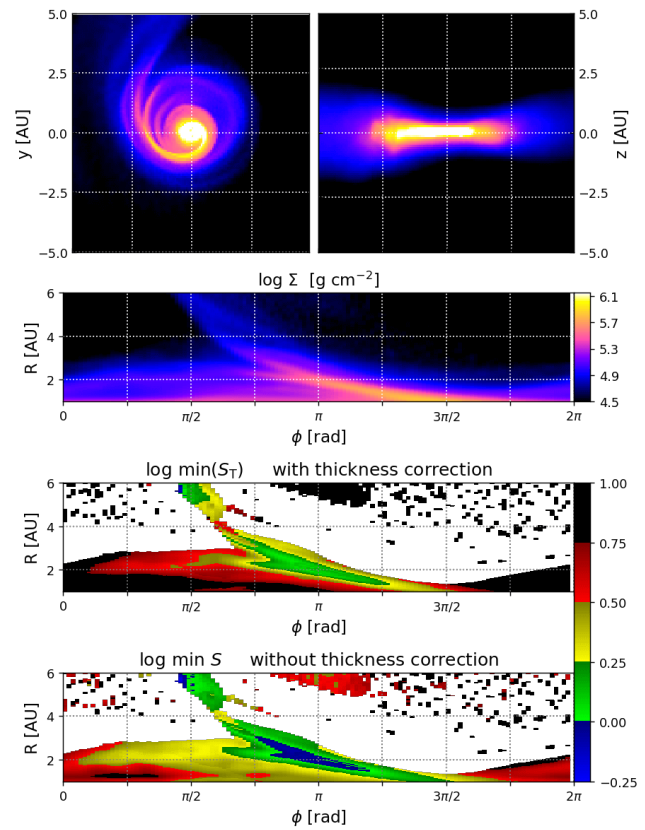 5.0
2.5
0.0
−2.5
−5.0
y [AU]
5.0
2.5
0.0
−2.5
−5.0
z [AU]
log Σ [g cm⁻²]
6
4
2
R [AU]
0
π/2
π
3π/2
2π
ϕ [rad]
6.1
5.7
5.3
4.9
4.5
log min(S_T) with thickness correction
6
4
2
R [AU]
0
π/2
π
3π/2
2π
ϕ [rad]
log min S without thickness correction
6
4
2
R [AU]
0
π/2
π
3π/2
2π
ϕ [rad]
1.00
0.75
0.50
0.25
0.00
−0.25